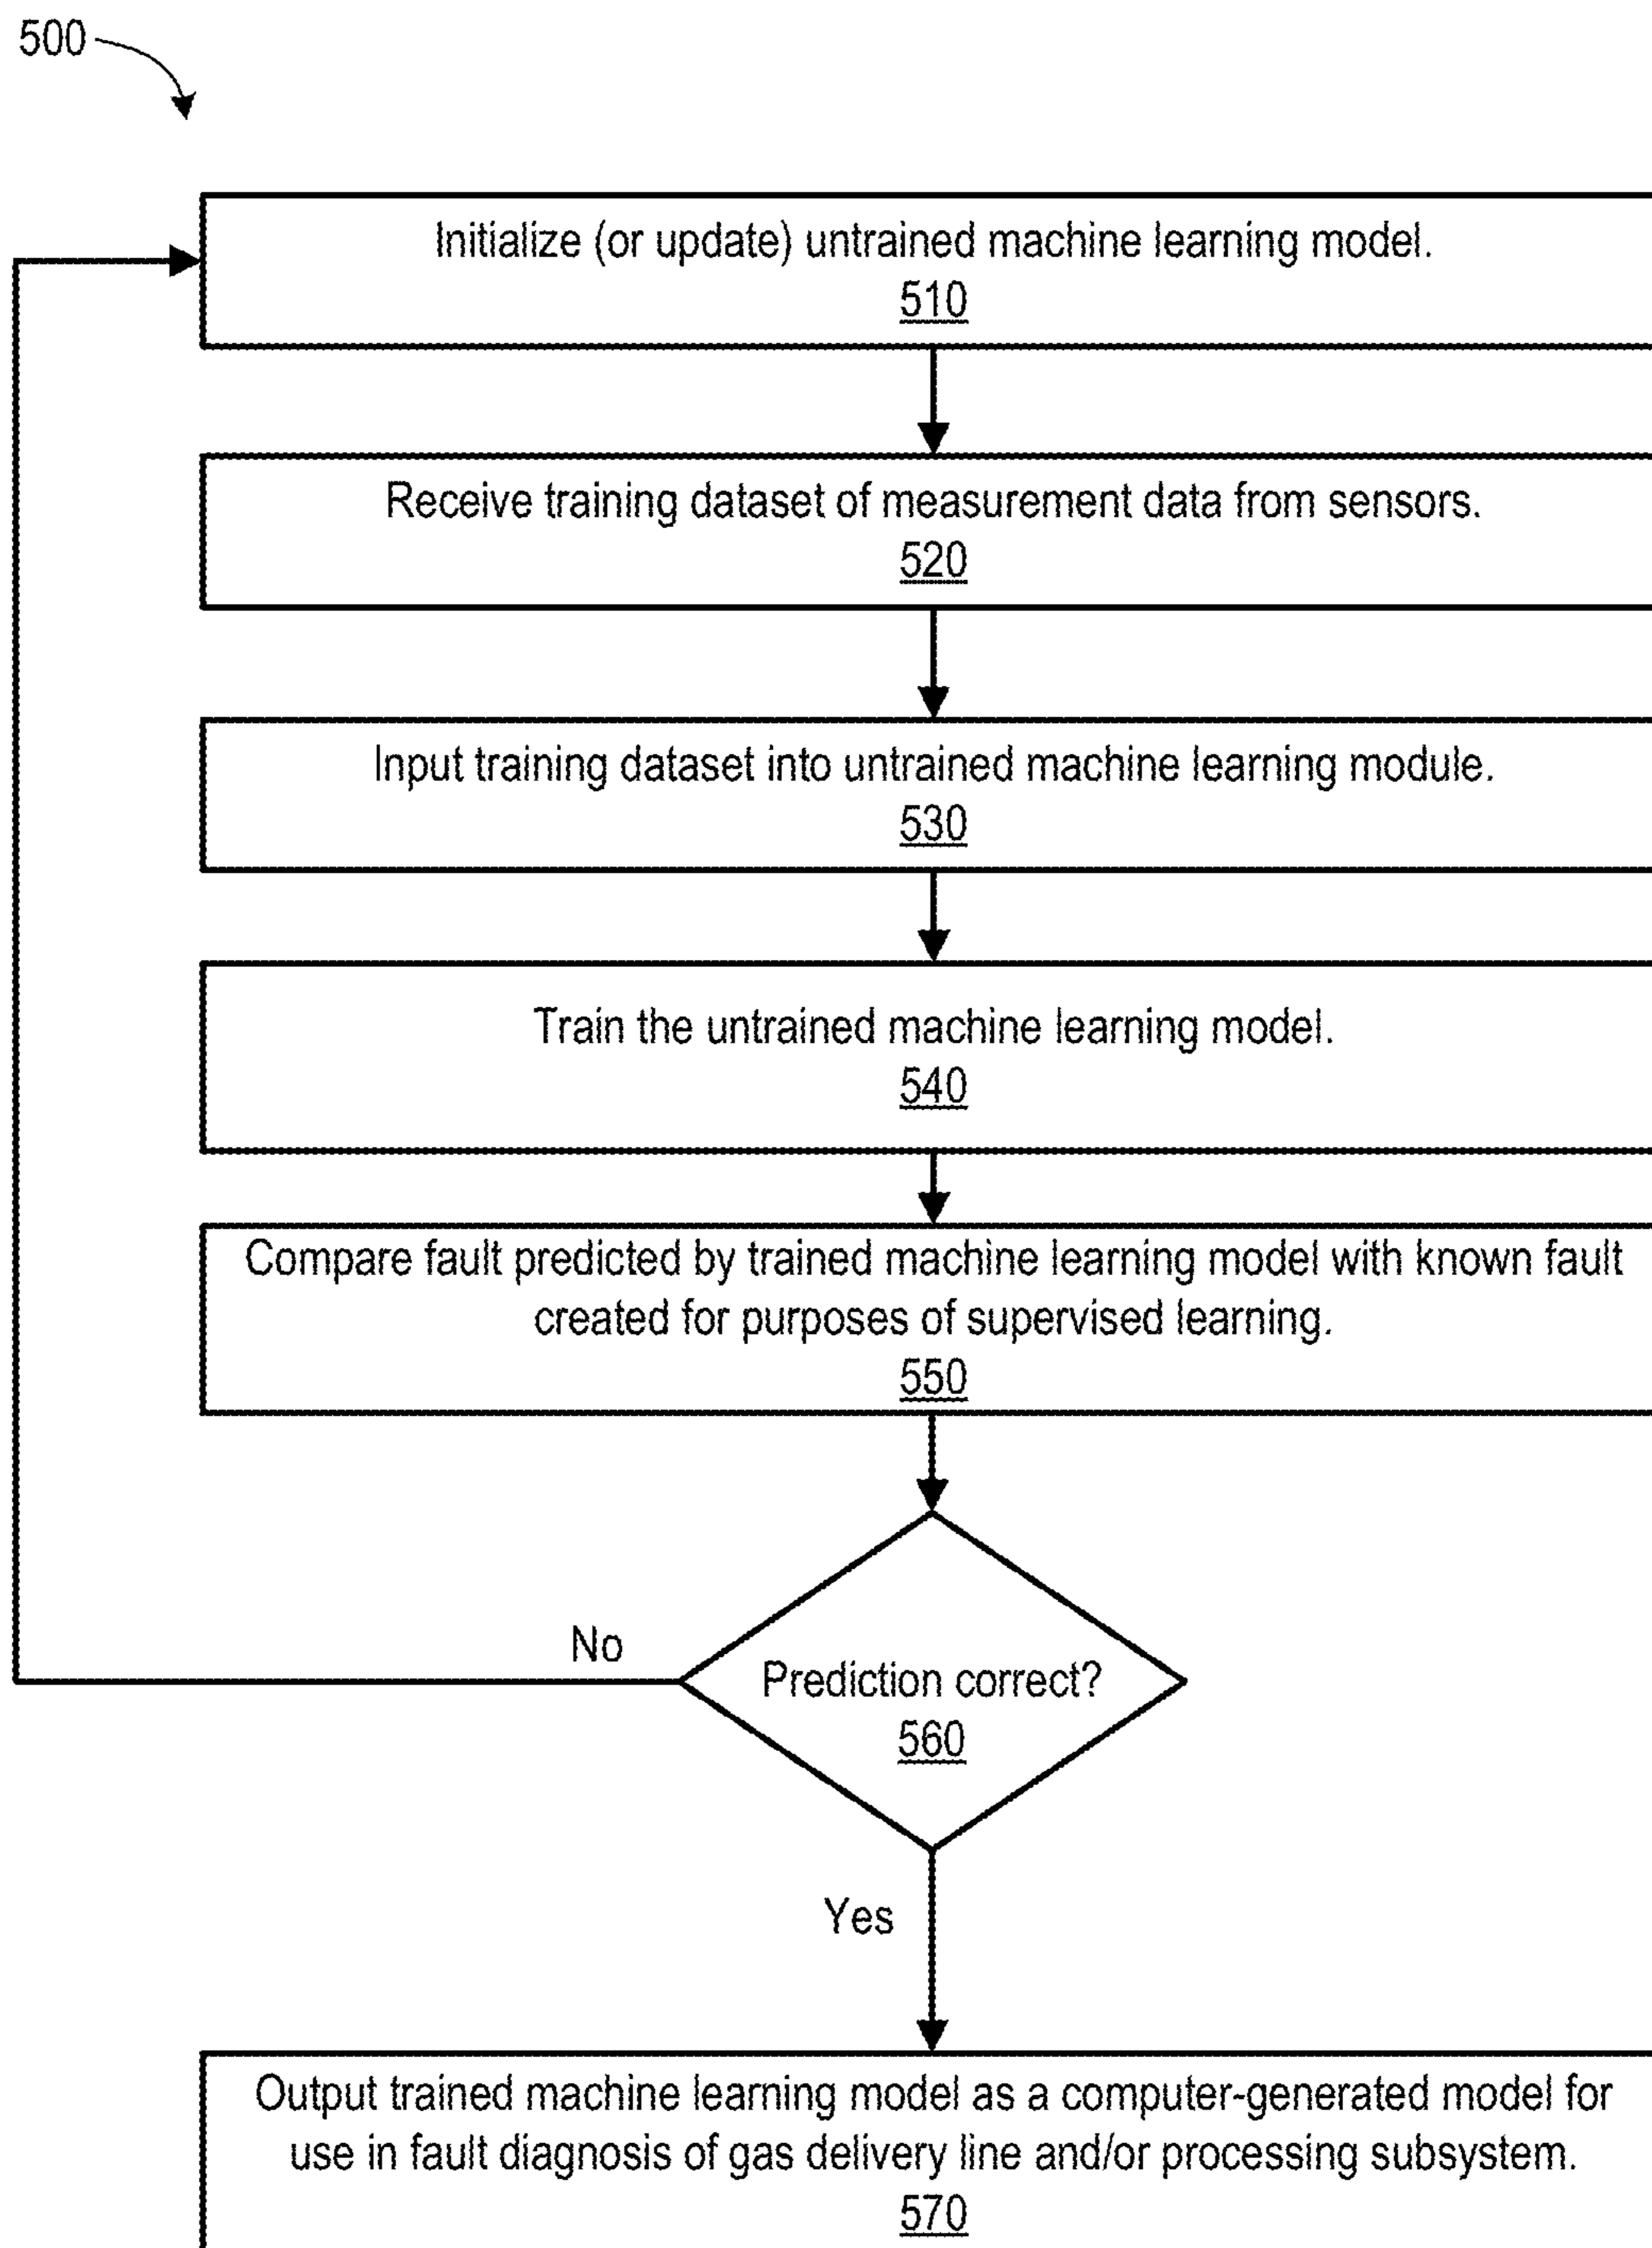 500
Initialize (or update) untrained machine learning model.
510
Receive training dataset of measurement data from sensors.
520
Input training dataset into untrained machine learning module.
530
Train the untrained machine learning model.
540
Compare fault predicted by trained machine learning model with known fault
created for purposes of supervised learning.
550
No
Prediction correct?
560
Yes
Output trained machine learning model as a computer-generated model for
use in fault diagnosis of gas delivery line and/or processing subsystem.
570